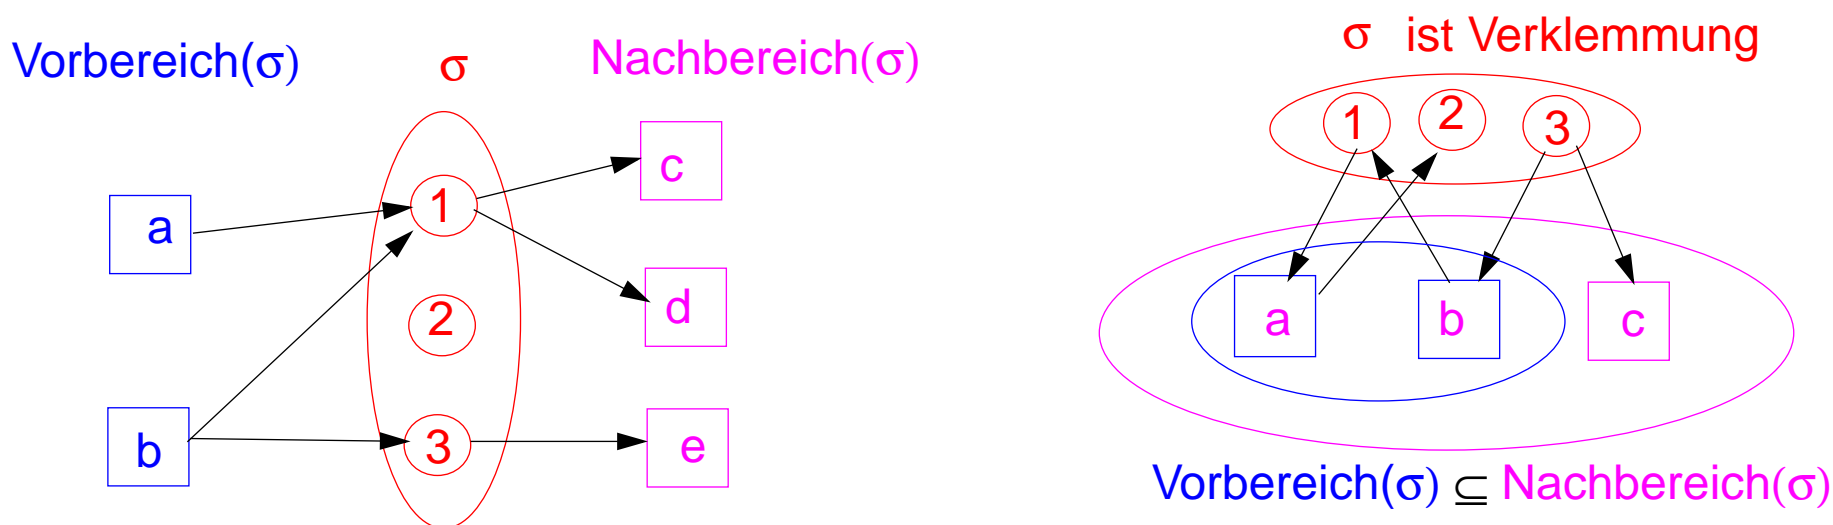 Vorbereich(σ)
σ
Nachbereich(σ)
a
b
1
2
3
c
d
e
σ ist Verklemmung
1 2 3
a b c
Vorbereich(σ) ⊆ Nachbereich(σ)